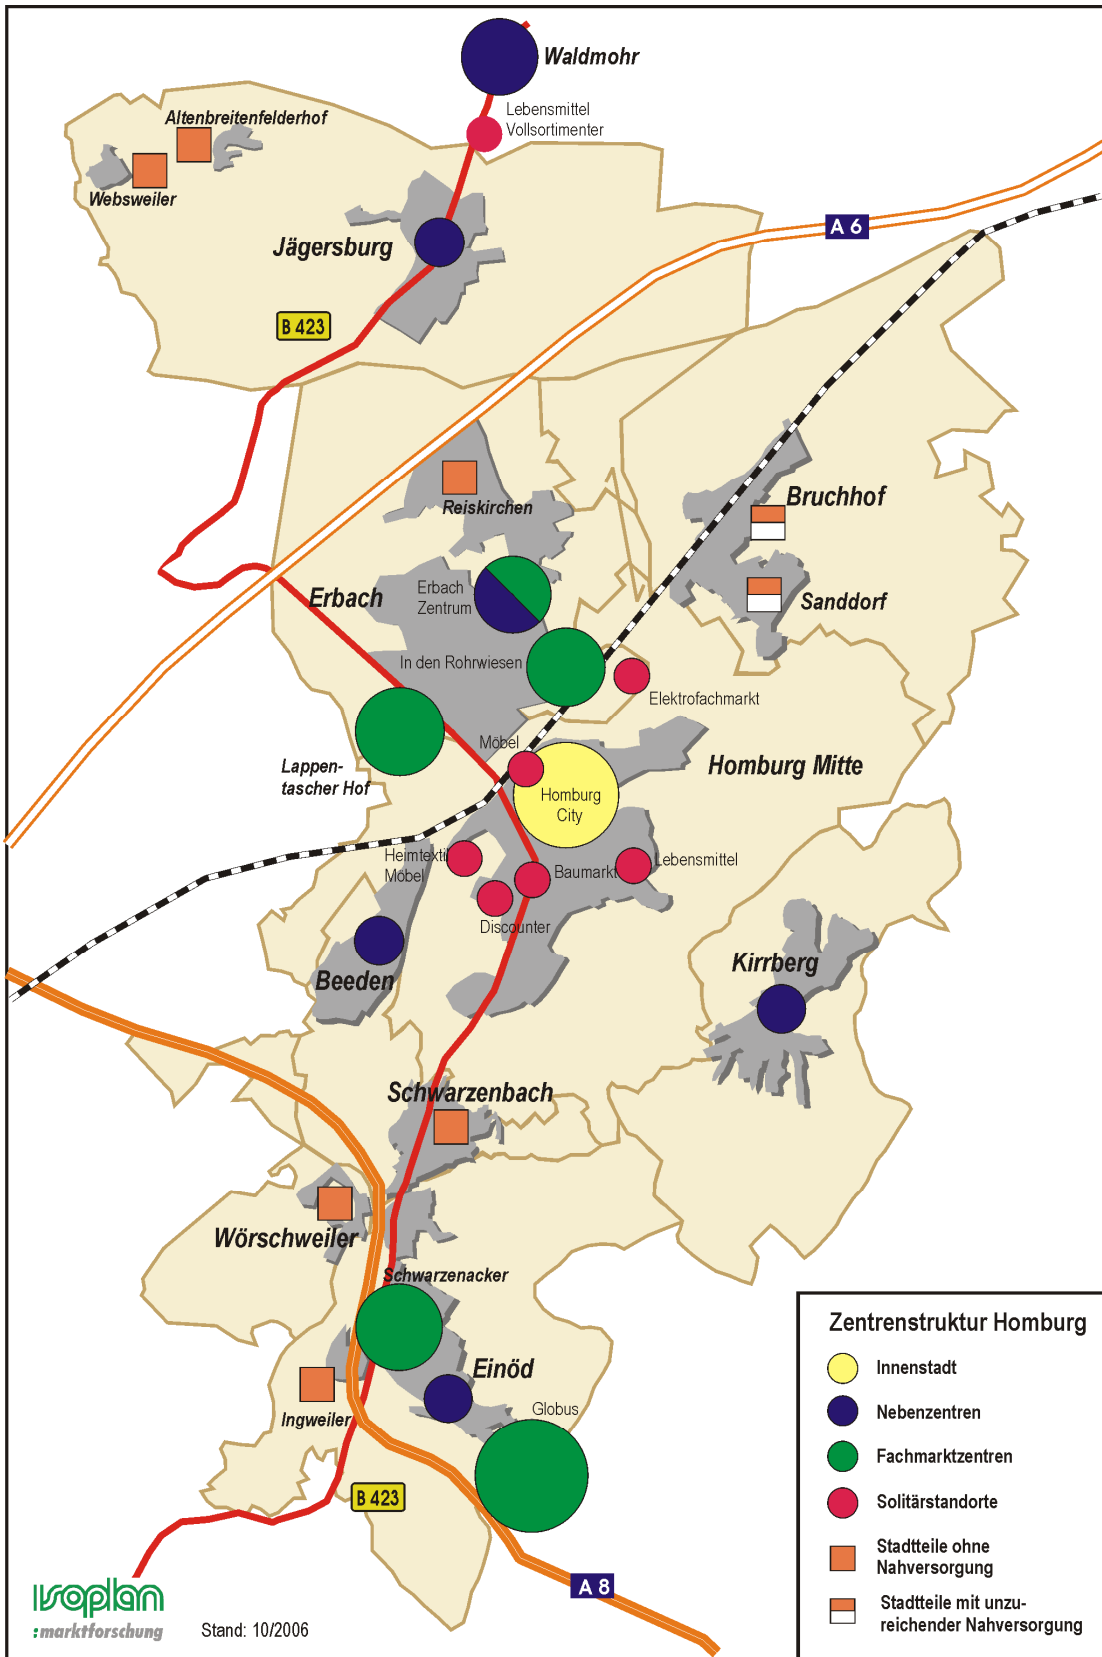 Waldmohr
Lebensmittel
Vollsortimenter
Altenbreitenfelderhof
Websweiler
Jägersburg
A 6
B 423
Reiskirchen
Bruchhof
Erbach
Erbach
Zentrum
Sanddorf
In den Rohrwiesen
Elektrofachmarkt
Möbel
Lappen-
tascher Hof
Homburg Mitte
Homburg
City
Heimtextil
Möbel
Baumarkt
Lebensmittel
Discounter
Beeden
Kirrberg
Schwarzenbach
Wörschweiler
Schwarzenacker
Einöd
Globus
Ingweiler
B 423
A 8
Zentrenstruktur Homburg
Innenstadt
Nebenzentren
Fachmarktzentren
Solitärstandorte
Stadtteile ohne
Nahversorgung
Stadtteile mit unzu-
reichender Nahversorgung
isoplan
:marktforschung
Stand: 10/2006